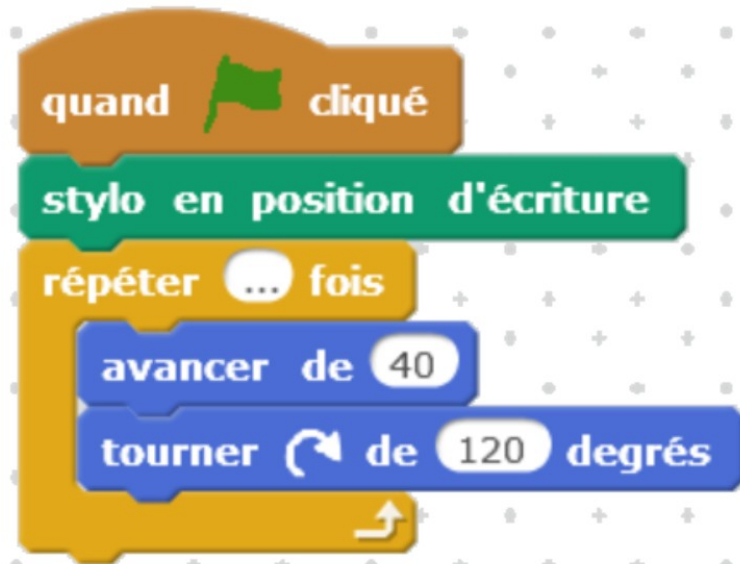 quand cliqué
stylo en position d'écriture
répéter ... fois
avancer de 40
tourner de 120 degrés